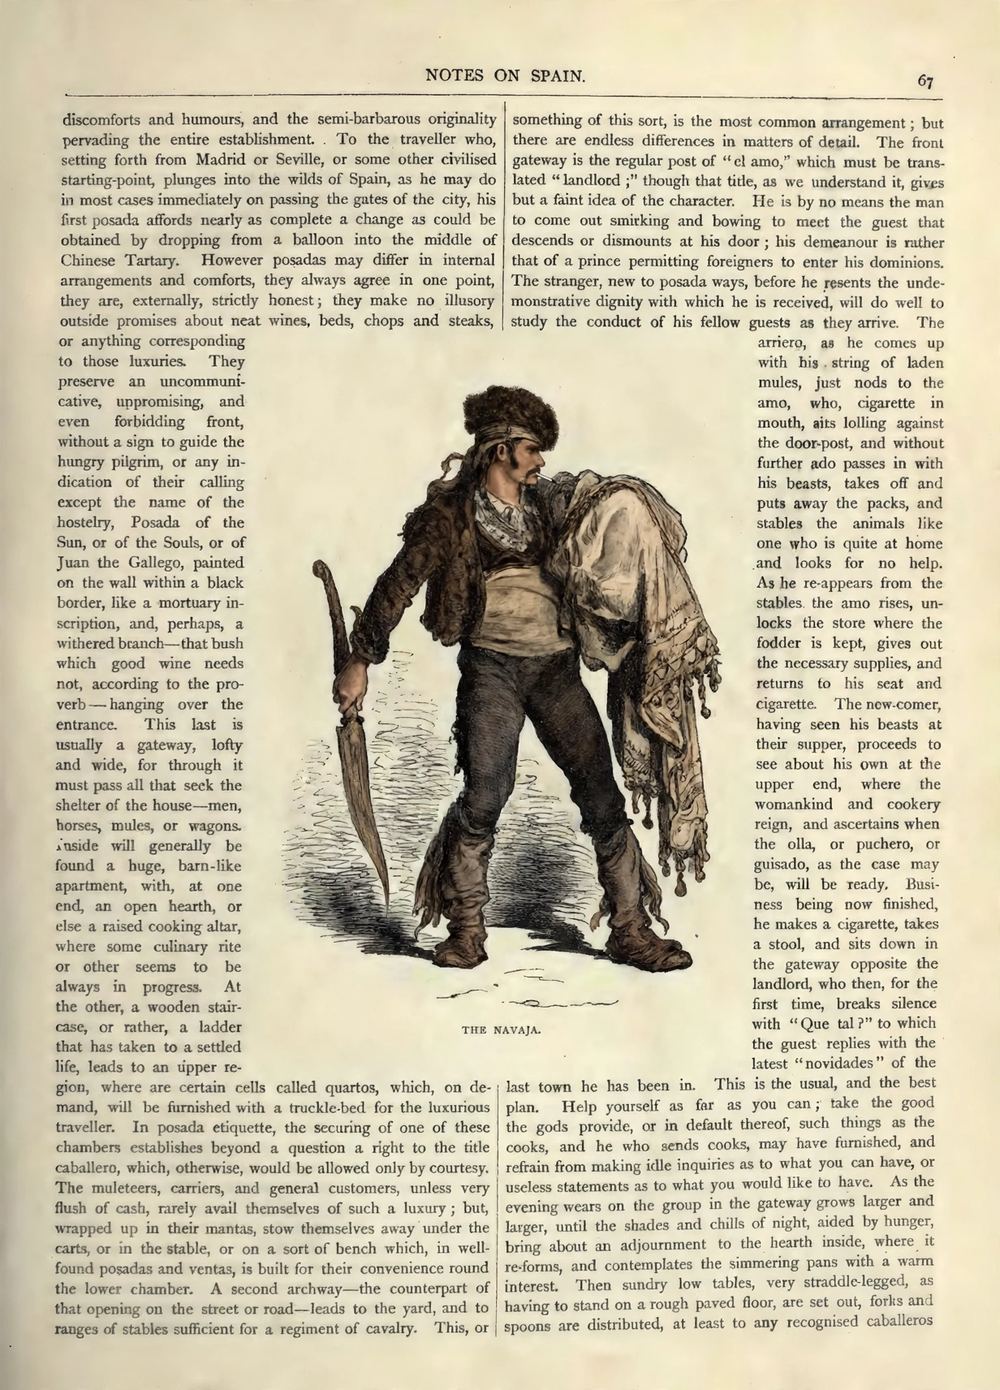 NOTES ON SPAIN.
67
discomforts and humours, and the semi-barbarous originality
pervading the entire establishment. . To the traveller who,
setting forth from Madrid or Seville, or some other civilised
starting-point, plunges into the wilds of Spain, as he may do
in most cases immediately on passing the gates of the city, his
first posada affords nearly as complete a change as could be
obtained by dropping from a balloon into the middle of
Chinese Tartary. However posadas may differ in internal
arrangements and comforts, they always agree in one point,
they are, externally, strictly honest; they make no illusory
outside promises about neat wines, beds, chops and steaks,
or anything corresponding
to those luxuries. They
preserve an uncommuni-
cative, unpromising, and
even forbidding front,
without a sign to guide the
hungry pilgrim, or any in-
dication of their calling
except the name of the
hostelry, Posada of the
Sun, or of the Souls, or of
Juan the Gallego, painted
on the wall within a black
border, like a mortuary in-
scription, and, perhaps, a
withered branch—that bush
which good wine needs
not, according to the pro-
verb—hanging over the
entrance. This last is
usually a gateway, lofty
and wide, for through it
must pass all that seek the
shelter of the house—men,
horses, mules, or wagons.
Inside will generally be
found a huge, barn-like
apartment, with, at one
end, an open hearth, or
else a raised cooking altar,
where some culinary rite
or other seems to be
always in progress. At
the other, a wooden stair-
case, or rather, a ladder
that has taken to a settled
life, leads to an upper re-
gion, where are certain cells called quartos, which, on de-
mand, will be furnished with a truckle-bed for the luxurious
traveller. In posada etiquette, the securing of one of these
chambers establishes beyond a question a right to the title
caballero, which, otherwise, would be allowed only by courtesy.
The muleteers, carriers, and general customers, unless very
flush of cash, rarely avail themselves of such a luxury; but,
wrapped up in their mantas, stow themselves away under the
carts, or in the stable, or on a sort of bench which, in well-
found posadas and ventas, is built for their convenience round
the lower chamber. A second archway—the counterpart of
that opening on the street or road—leads to the yard, and to
ranges of stables sufficient for a regiment of cavalry. This, or
something of this sort, is the most common arrangement; but
there are endless differences in matters of detail. The front
gateway is the regular post of "el amo," which must be trans-
lated "landlord;" though that title, as we understand it, gives
but a faint idea of the character. He is by no means the man
to come out smirking and bowing to meet the guest that
descends or dismounts at his door; his demeanour is rather
that of a prince permitting foreigners to enter his dominions.
The stranger, new to posada ways, before he resents the unde-
monstrative dignity with which he is received, will do well to
study the conduct of his fellow guests as they arrive. The
arriero, as he comes up
with his string of laden
mules, just nods to the
amo, who, cigarette in
mouth, sits lolling against
the door-post, and without
further ado passes in with
his beasts, takes off and
puts away the packs, and
stables the animals like
one who is quite at home
and looks for no help.
As he re-appears from the
stables the amo rises, un-
locks the store where the
fodder is kept, gives out
the necessary supplies, and
returns to his seat and
cigarette. The new-comer,
having seen his beasts at
their supper, proceeds to
see about his own at the
upper end, where the
womankind and cookery
reign, and ascertains when
the olla, or puchero, or
guisado, as the case may
be, will be ready. Busi-
ness being now finished,
he makes a cigarette, takes
a stool, and sits down in
the gateway opposite the
landlord, who then, for the
first time, breaks silence
with "Que tal?" to which
the guest replies with the
latest "novidades" of the
last town he has been in. This is the usual, and the best
plan. Help yourself as far as you can; take the good
the gods provide, or in default thereof, such things as the
cooks, and he who sends cooks, may have furnished, and
refrain from making idle inquiries as to what you can have, or
useless statements as to what you would like to have. As the
evening wears on the group in the gateway grows larger and
larger, until the shades and chills of night, aided by hunger,
bring about an adjournment to the hearth inside, where it
re-forms, and contemplates the simmering pans with a warm
interest. Then sundry low tables, very straddle-legged, as
having to stand on a rough paved floor, are set out, forks and
spoons are distributed, at least to any recognised caballeros
THE NAVAJA.